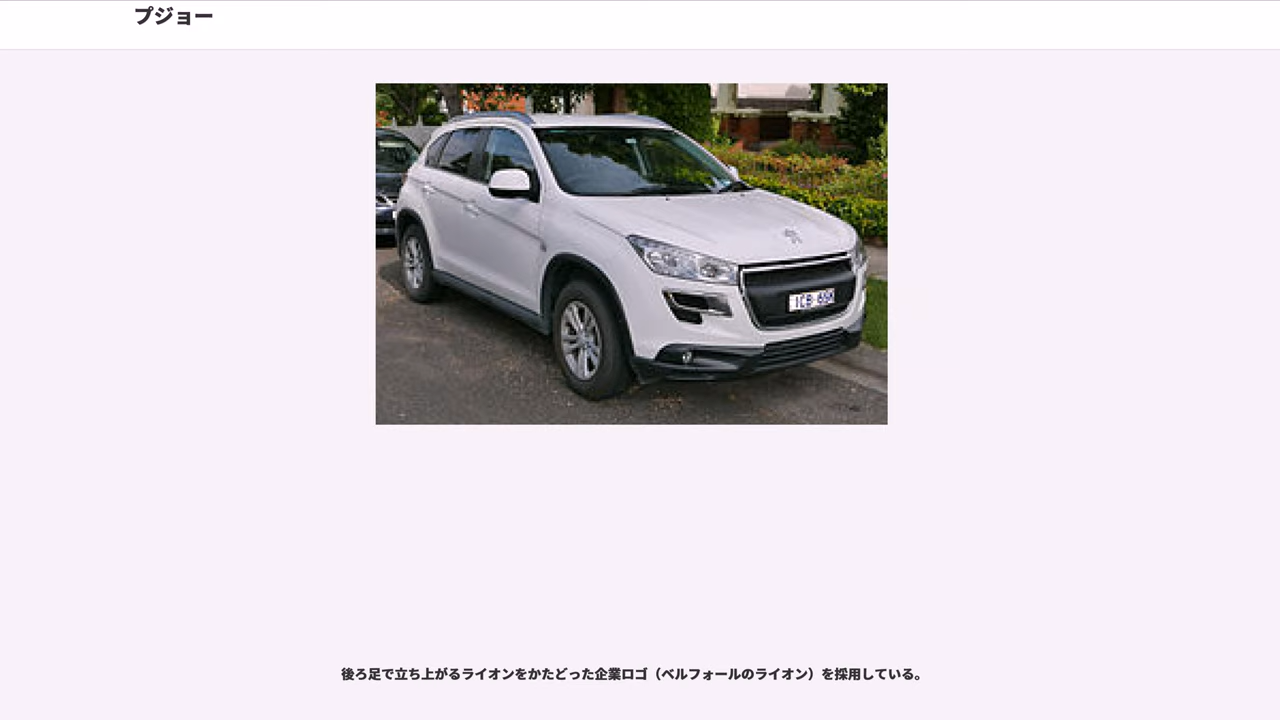 プジョー
後ろ足で立ち上がるライオンをかたどった企業ロゴ（ベルフォールのライオン）を採用している。